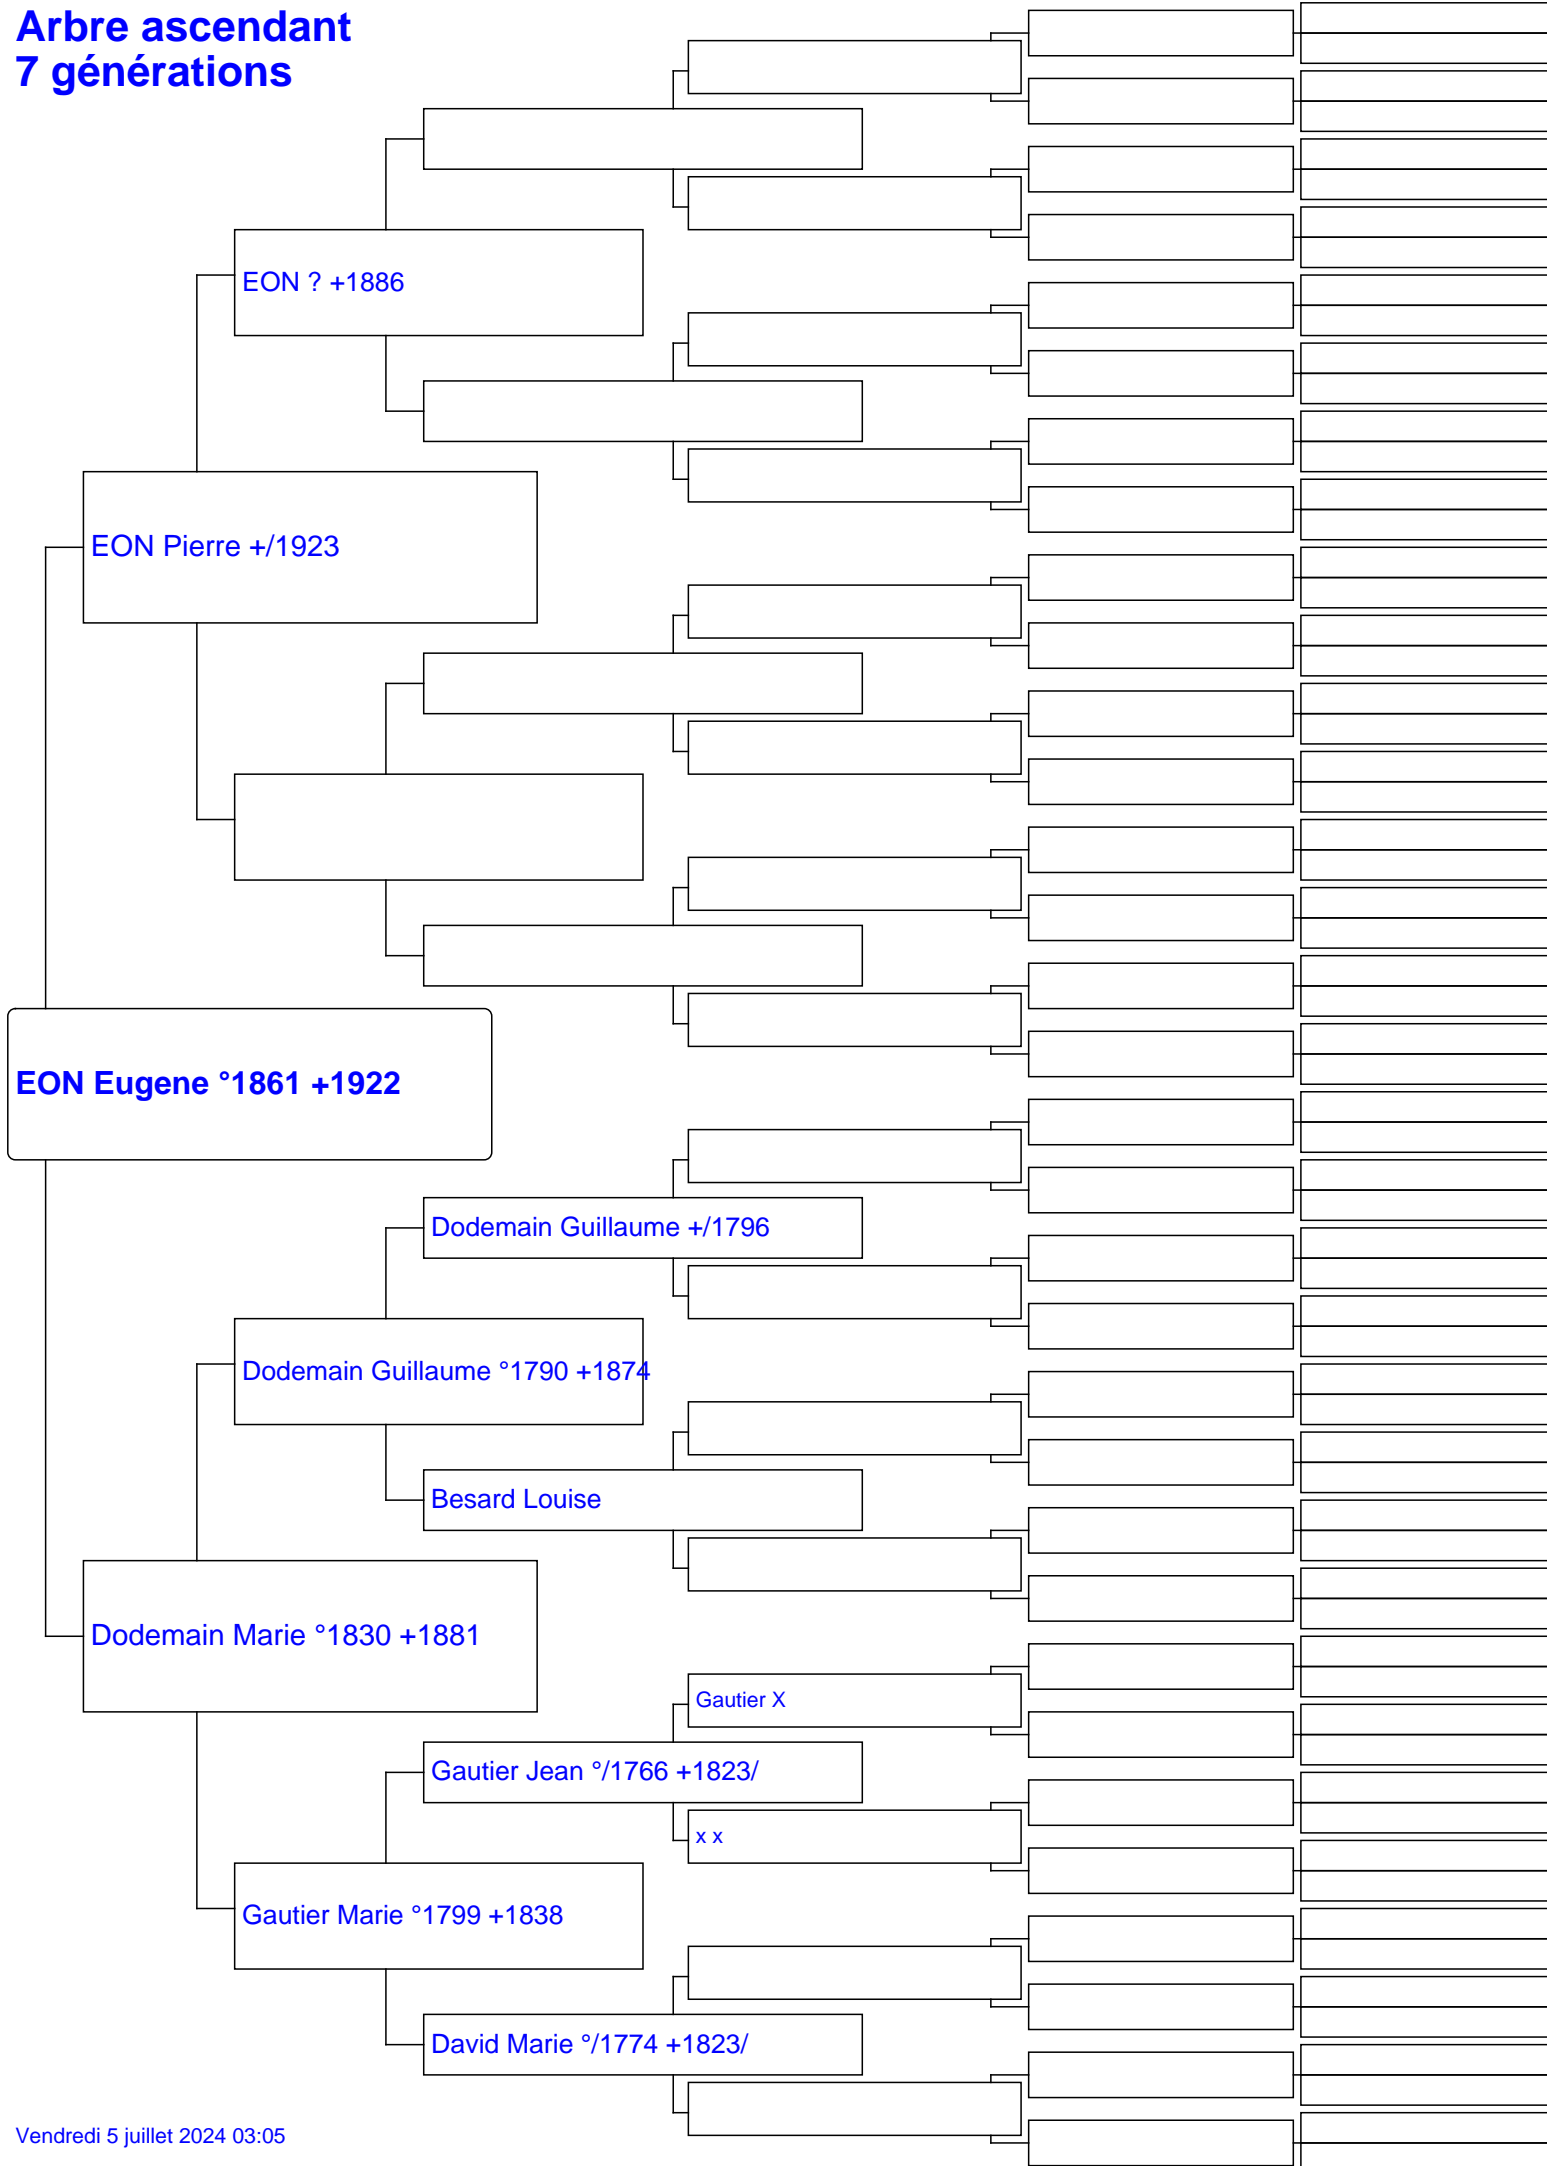 Arbre ascendant
7 générations
EON ? +1886
EON Pierre +/1923
EON Eugene °1861 +1922
Dodemain Guillaume +/1796
Dodemain Guillaume °1790 +1874
Besard Louise
Dodemain Marie °1830 +1881
Gautier X
Gautier Jean °/1766 +1823/
x x
Gautier Marie °1799 +1838
David Marie °/1774 +1823/
Vendredi 5 juillet 2024 03:05